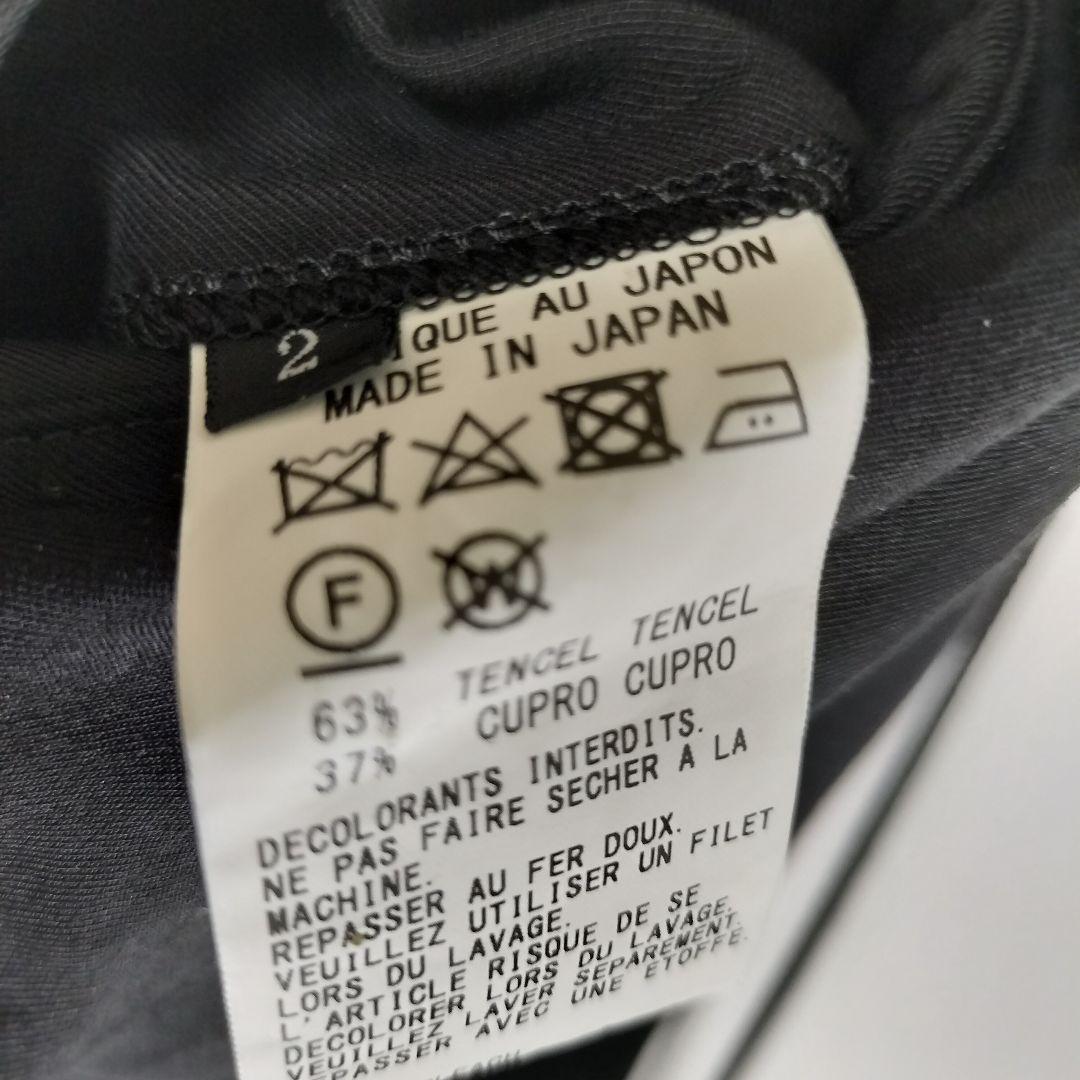 2
IQUE AU JAPON
MADE IN JAPAN
F W
63% TENCEL TENCEL
37% CUPRO CUPRO
DECOLORANTS INTERDITS.
NE PAS FAIRE SECHER A LA
MACHINE.
REPASSER AU FER DOUX.
VEUILLEZ UTILISER UN FILET
LORS DU LAVAGE.
L'ARTICLE RISQUE DE SE
DECOLORER LORS DU LAVAGE.
VEUILLEZ LAVER SEPAREMENT.
REPASSER AVEC UNE ETOFFE.